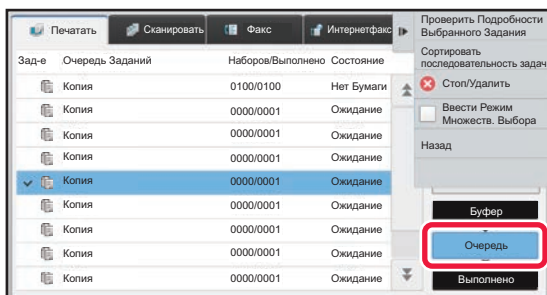 Печатать Сканировать Факс Интернетфакс
Зад-е Очередь Заданий Наборов/Выполнено Состояние
Копия 0100/0100 Нет Бумаги
Копия 0000/0001 Ожидание
Копия 0000/0001 Ожидание
Копия 0000/0001 Ожидание
Копия 0000/0001 Ожидание
Копия 0000/0001 Ожидание
Копия 0000/0001 Ожидание
Копия 0000/0001 Ожидание
Копия 0000/0001 Ожидание
Проверить Подробности
Выбранного Задания
Сортировать
последовательность задач
Стоп/Удалить
Ввести Режим
Множеств. Выбора
Назад
Буфер
Очередь
Выполнено